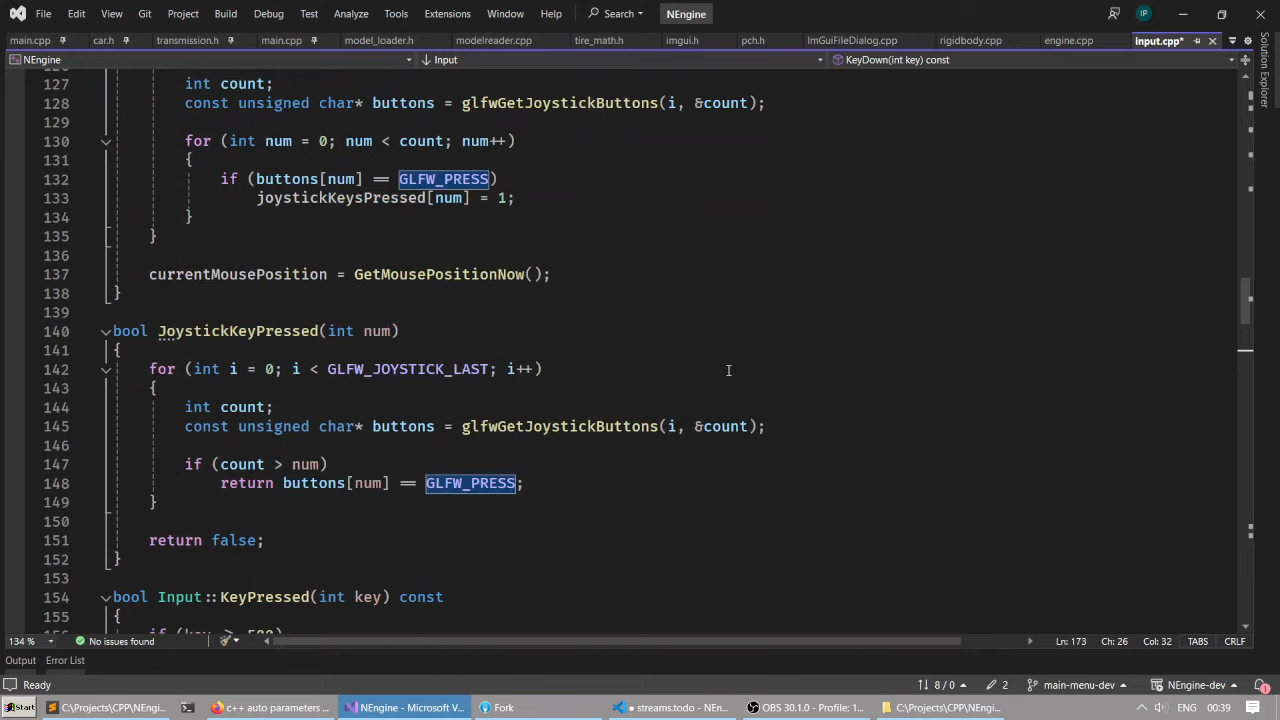 File Edit View Git Project Build Debug Test Analyze Tools Extensions Window Help Search NEngine IP
main.cpp car.h transmission.h main.cpp model_loader.h modelreader.cpp tire_math.h imgui.h pch.h ImGuiFileDialog.cpp rigidbody.cpp engine.cpp input.cpp*
NEngine Input KeyDown(int key) const
Solution Explorer
127 int count;
128 const unsigned char* buttons = glfwGetJoystickButtons(i, &count);
129
130 for (int num = 0; num < count; num++)
131 {
132 if (buttons[num] == GLFW_PRESS)
133 joystickKeysPressed[num] = 1;
134 }
135 }
136
137 currentMousePosition = GetMousePositionNow();
138 }
139
140 bool JoystickKeyPressed(int num)
141 {
142 for (int i = 0; i < GLFW_JOYSTICK_LAST; i++)
143 {
144 int count;
145 const unsigned char* buttons = glfwGetJoystickButtons(i, &count);
146
147 if (count > num)
148 return buttons[num] == GLFW_PRESS;
149 }
150
151 return false;
152 }
153
154 bool Input::KeyPressed(int key) const
155 {
134 % No issues found Ln: 173 Ch: 26 Col: 32 TABS CRLF
Output Error List
Ready 8 / 0 2 main-menu-dev NEngine-dev 1
Start C:\Projects\CPP\NEngin... c++ auto parameters ... NEngine - Microsoft V... Fork streams.todo - NEngin... OBS 30.1.0 - Profile: 1... C:\Projects\CPP\NEngin... 00:39